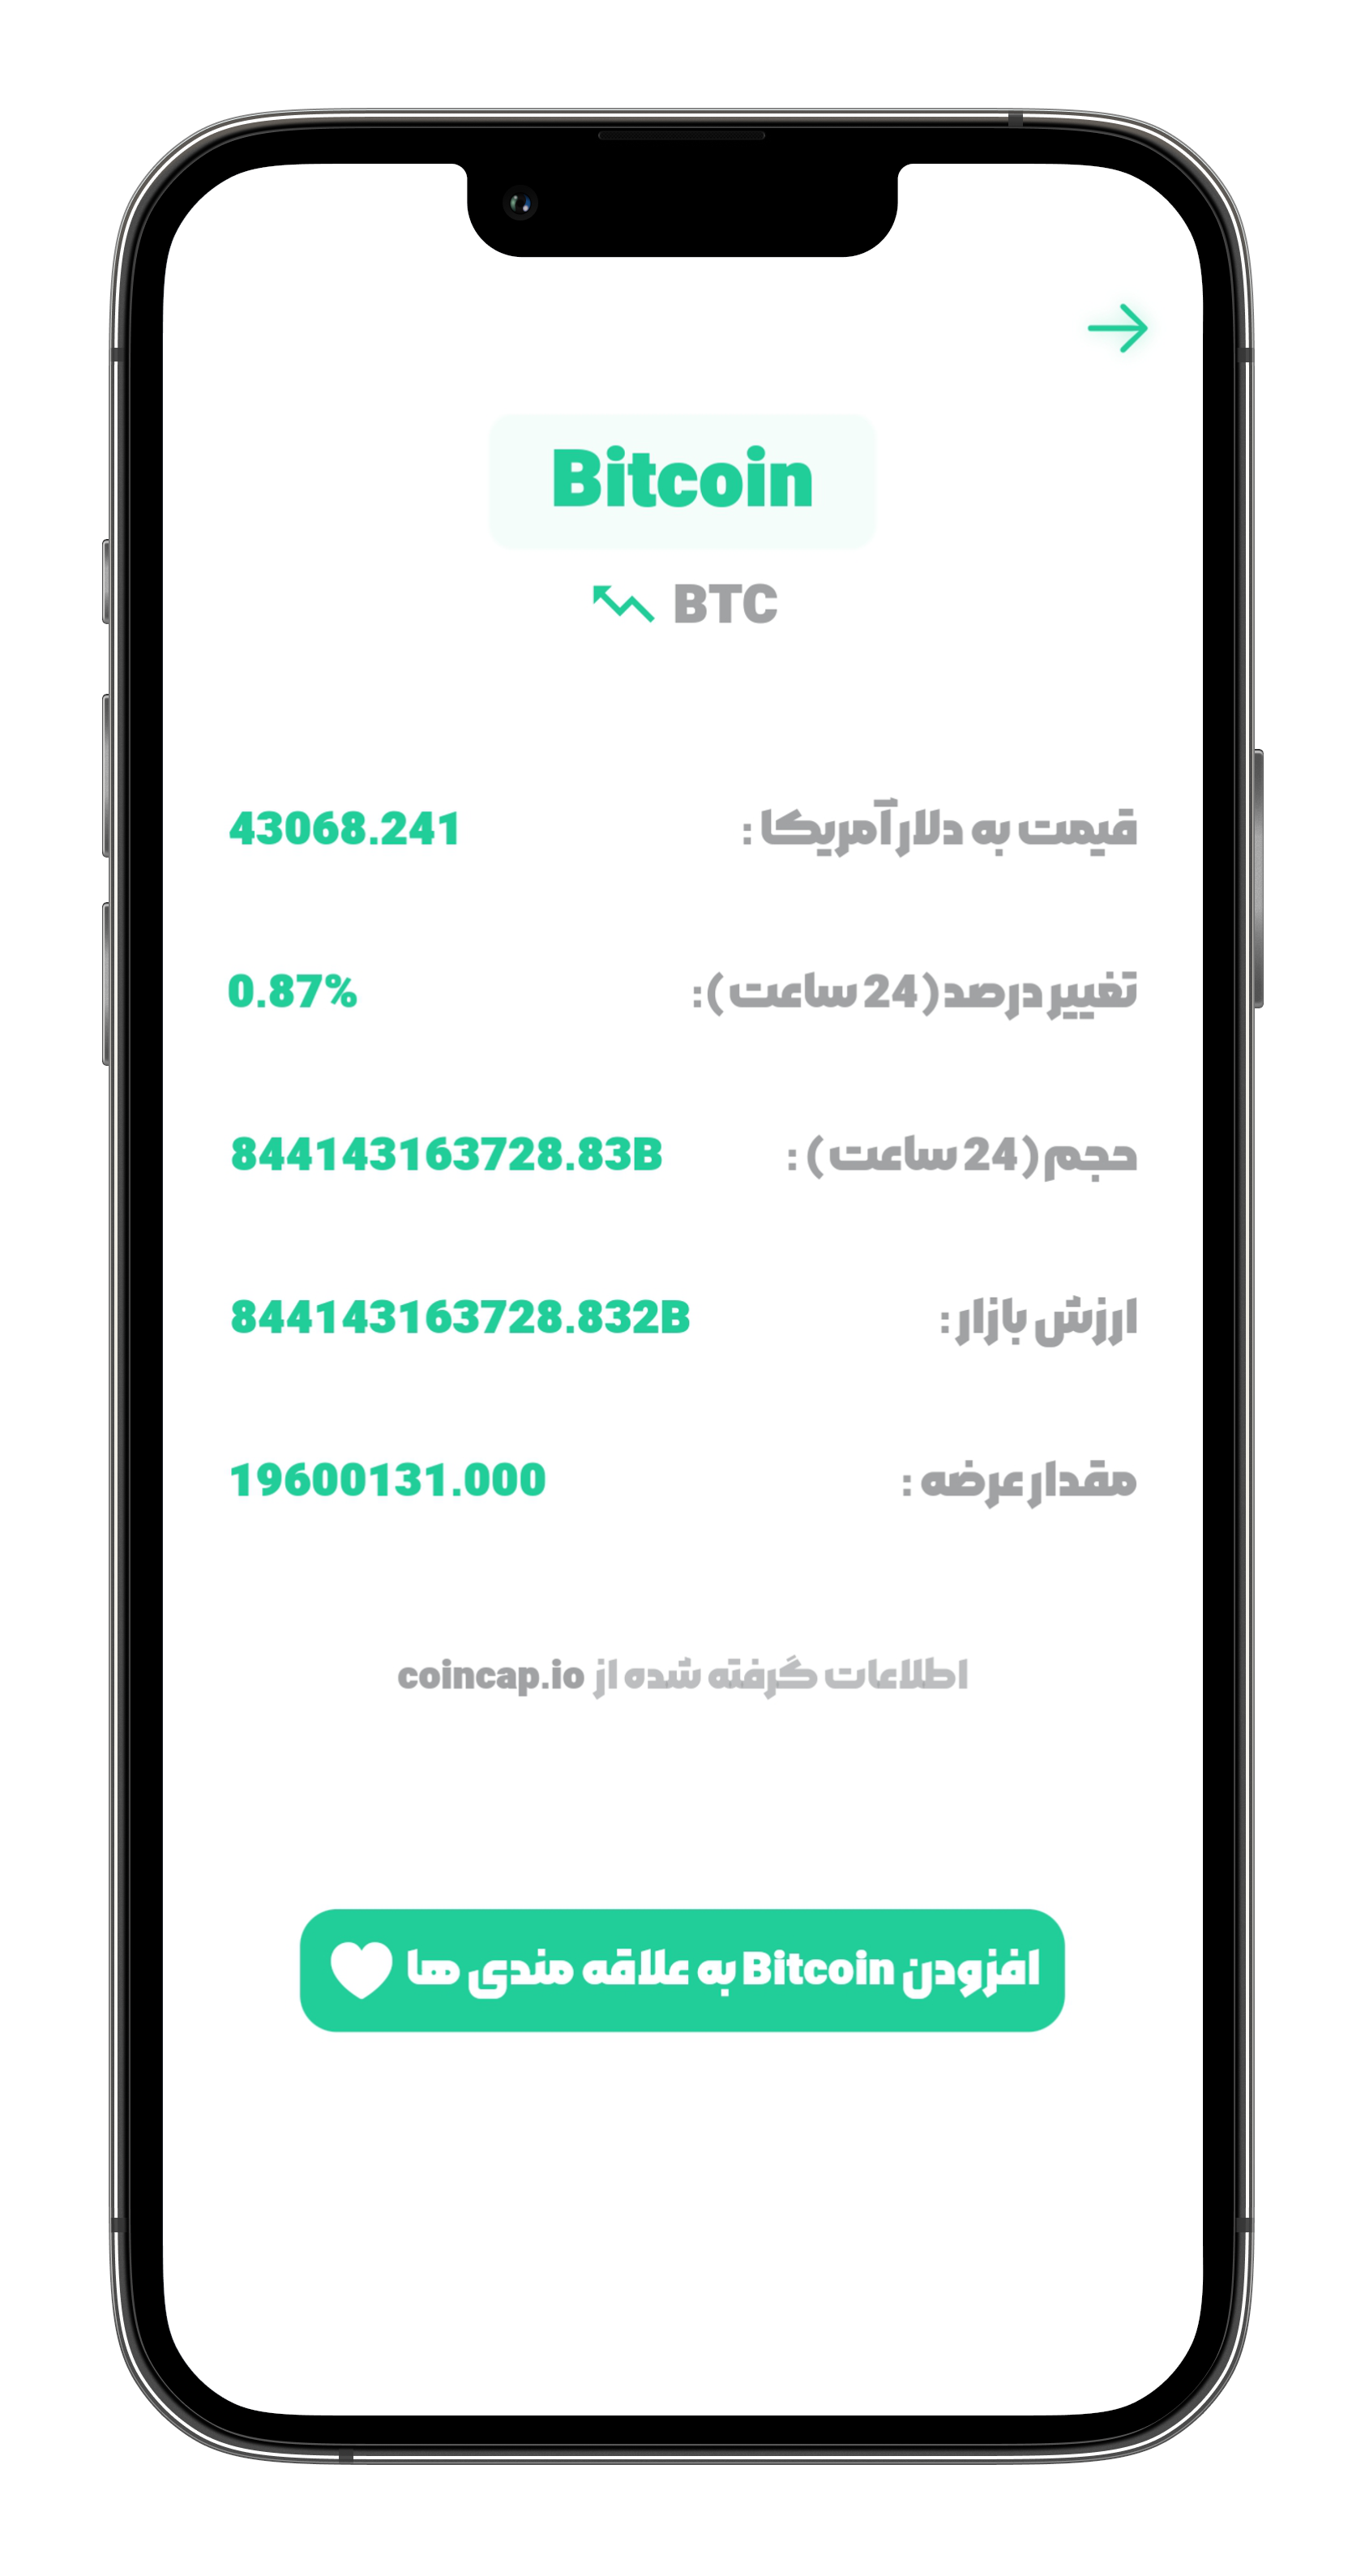 Bitcoin
BTC
قیمت به دلار آمریکا : 43068.241
تغییر درصد (24 ساعت ) : 0.87%
حجم (24 ساعت ) : 844143163728.83B
ارزش بازار : 844143163728.832B
مقدار عرضه : 19600131.000
اطلاعات گرفته شده از coincap.io
افزودن Bitcoin به علاقه مندی ها